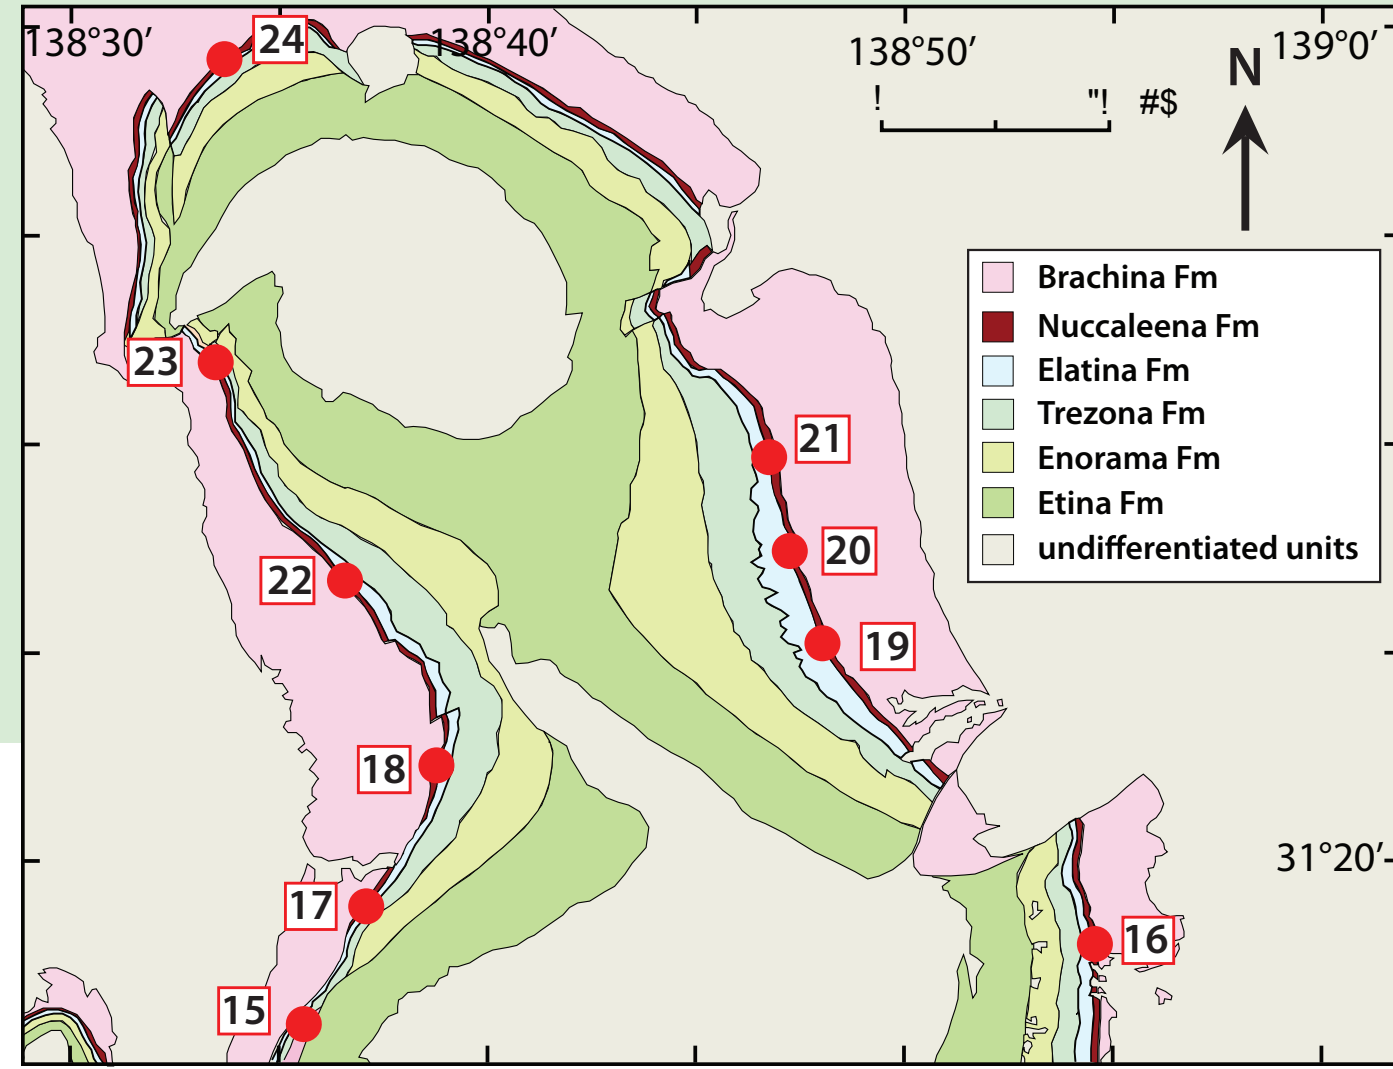 138°30′
24
138°40′
138°50′
139°0′
N
! "! #$
Brachina Fm
Nuccaleena Fm
Elatina Fm
Trezona Fm
Enorama Fm
Etina Fm
undifferentiated units
23
21
20
22
19
18
31°20′
17
16
15